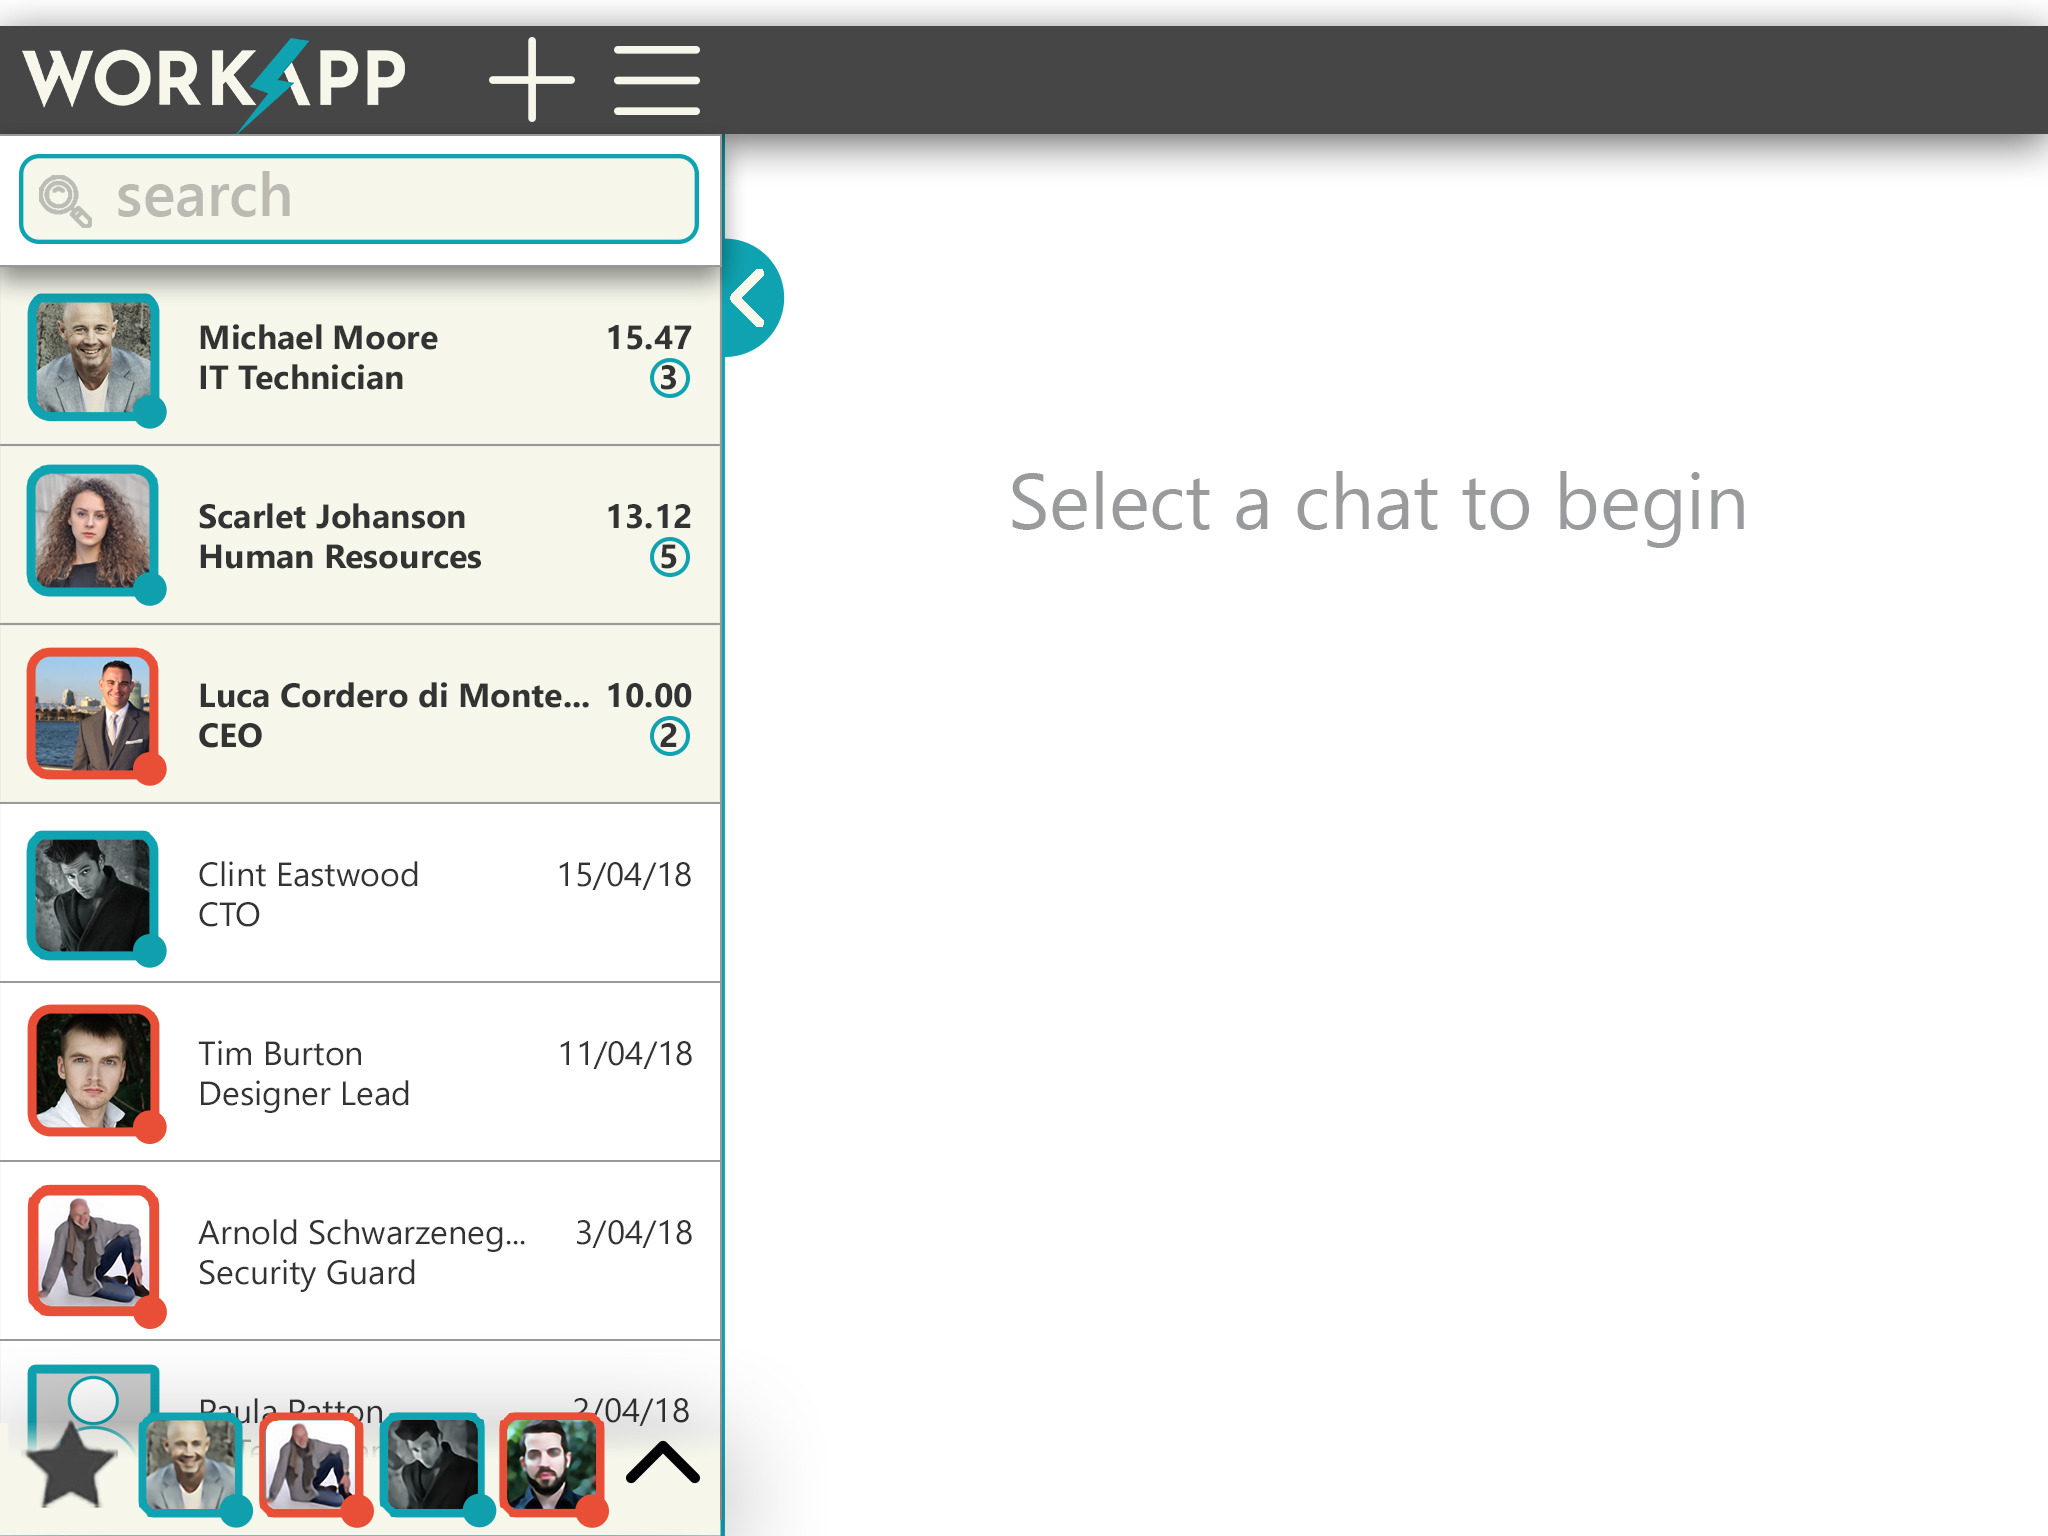 WORKAPP
search
Michael Moore 15.47
IT Technician 3
Scarlet Johanson 13.12
Human Resources 5
Luca Cordero di Monte... 10.00
CEO 2
Clint Eastwood 15/04/18
CTO
Tim Burton 11/04/18
Designer Lead
Arnold Schwarzeneg... 3/04/18
Security Guard
Paula Patton 2/04/18
Select a chat to begin